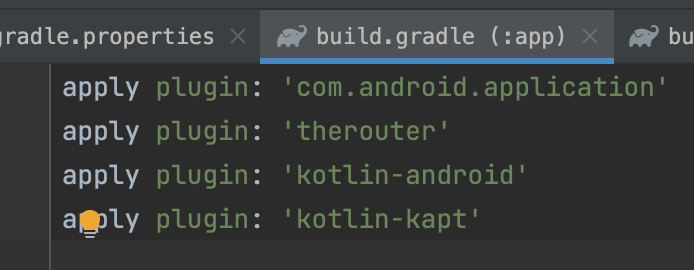 gradle.properties
build.gradle (:app)
bu
apply plugin: 'com.android.application'
apply plugin: 'therouter'
apply plugin: 'kotlin-android'
apply plugin: 'kotlin-kapt'